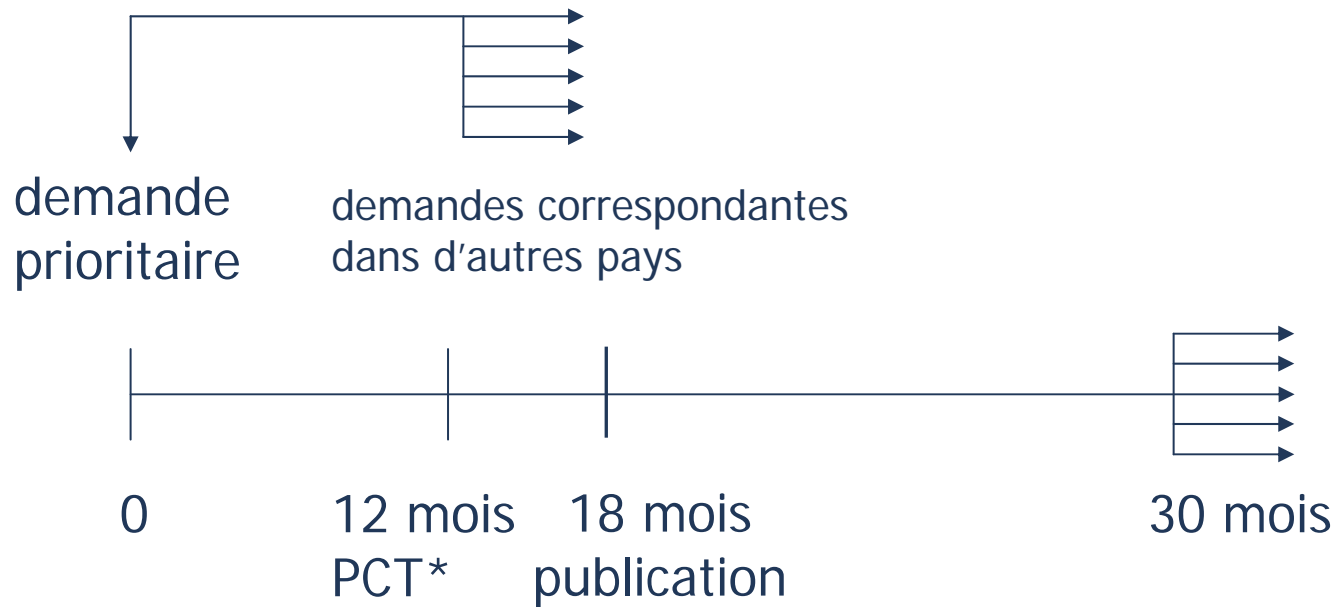 demande
prioritaire
demandes correspondantes
dans d'autres pays
0
12 mois
PCT*
18 mois
publication
30 mois